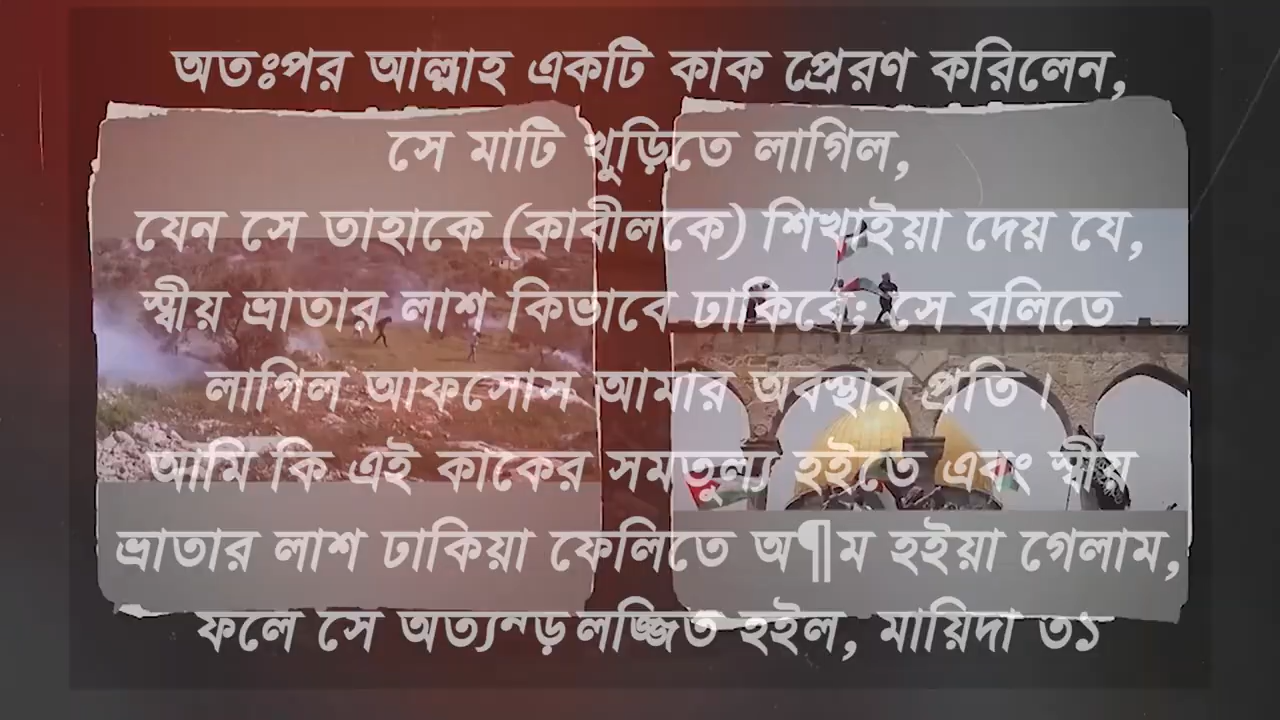 অতঃপর আল্লাহ একটি কাক প্রেরণ করিলেন,
সে মাটি খুড়িতে লাগিল,
যেন সে তাহাকে (কাবীলকে) শিখাইয়া দেয় যে,
স্বীয় ভ্রাতার লাশ কিভাবে ঢাকিবে; সে বলিতে
লাগিল আফসোস আমার অবস্থার প্রতি।
আমি কি এই কাকের সমতুল্য হইতে এবং স্বীয়
ভ্রাতার লাশ ঢাকিয়া ফেলিতে অ¶ম হইয়া গেলাম,
ফলে সে অত্যন্ড় লজ্জিত হইল, মায়িদা ৩১